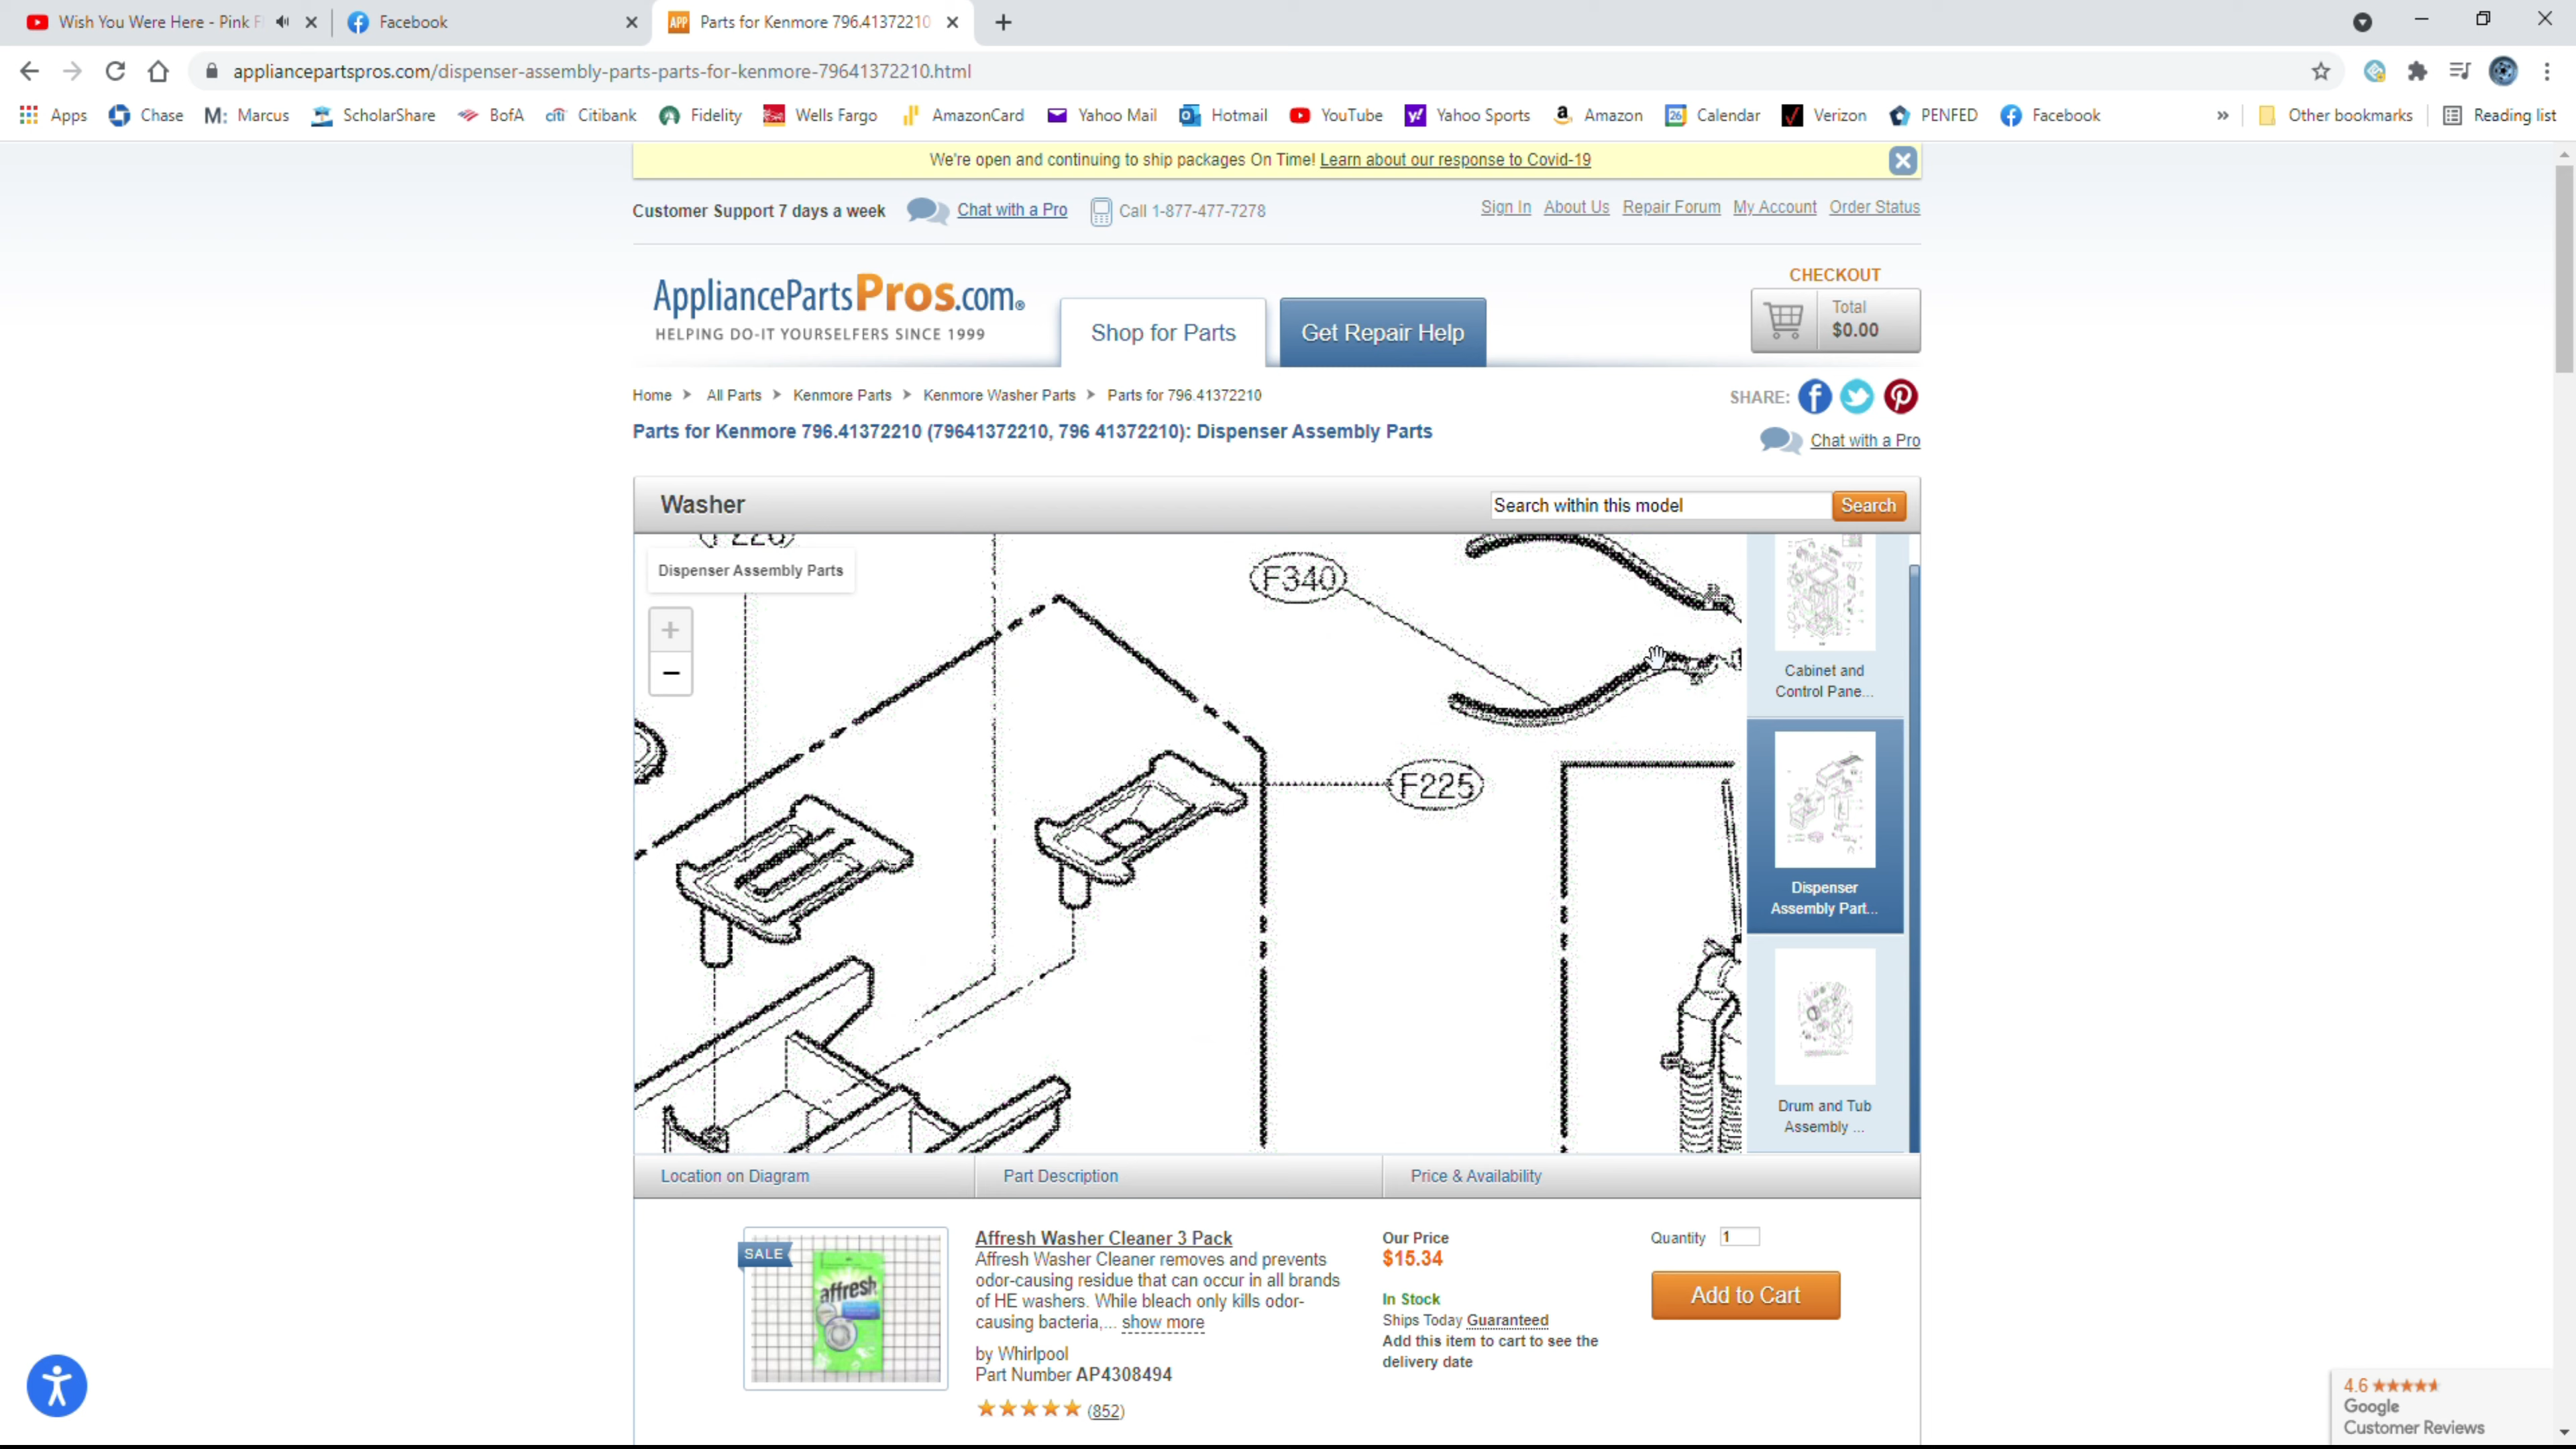 Wish You Were Here - Pink F
Facebook
APP Parts for Kenmore 796.41372210
appliancepartspros.com/dispenser-assembly-parts-parts-for-kenmore-79641372210.html
Apps Chase M: Marcus ScholarShare BofA citi Citibank Fidelity Wells Fargo AmazonCard Yahoo Mail Hotmail YouTube Yahoo Sports Amazon 26 Calendar Verizon PENFED Facebook » Other bookmarks Reading list
We're open and continuing to ship packages On Time! Learn about our response to Covid-19
Customer Support 7 days a week Chat with a Pro Call 1-877-477-7278 Sign In About Us Repair Forum My Account Order Status
AppliancePartsPros.com®
HELPING DO-IT YOURSELFERS SINCE 1999
Shop for Parts
Get Repair Help
CHECKOUT
Total
$0.00
Home > All Parts > Kenmore Parts > Kenmore Washer Parts > Parts for 796.41372210
SHARE:
Parts for Kenmore 796.41372210 (79641372210, 796 41372210): Dispenser Assembly Parts
Chat with a Pro
Washer
Search within this model Search
Dispenser Assembly Parts
+
−
F340
F225
Cabinet and
Control Pane...
Dispenser
Assembly Part...
Drum and Tub
Assembly ...
Location on Diagram Part Description Price & Availability
SALE
affresh
Affresh Washer Cleaner 3 Pack
Affresh Washer Cleaner removes and prevents
odor-causing residue that can occur in all brands
of HE washers. While bleach only kills odor-
causing bacteria,... show more
by Whirlpool
Part Number AP4308494
(852)
Our Price
$15.34
In Stock
Ships Today Guaranteed
Add this item to cart to see the
delivery date
Quantity 1
Add to Cart
4.6
Google
Customer Reviews